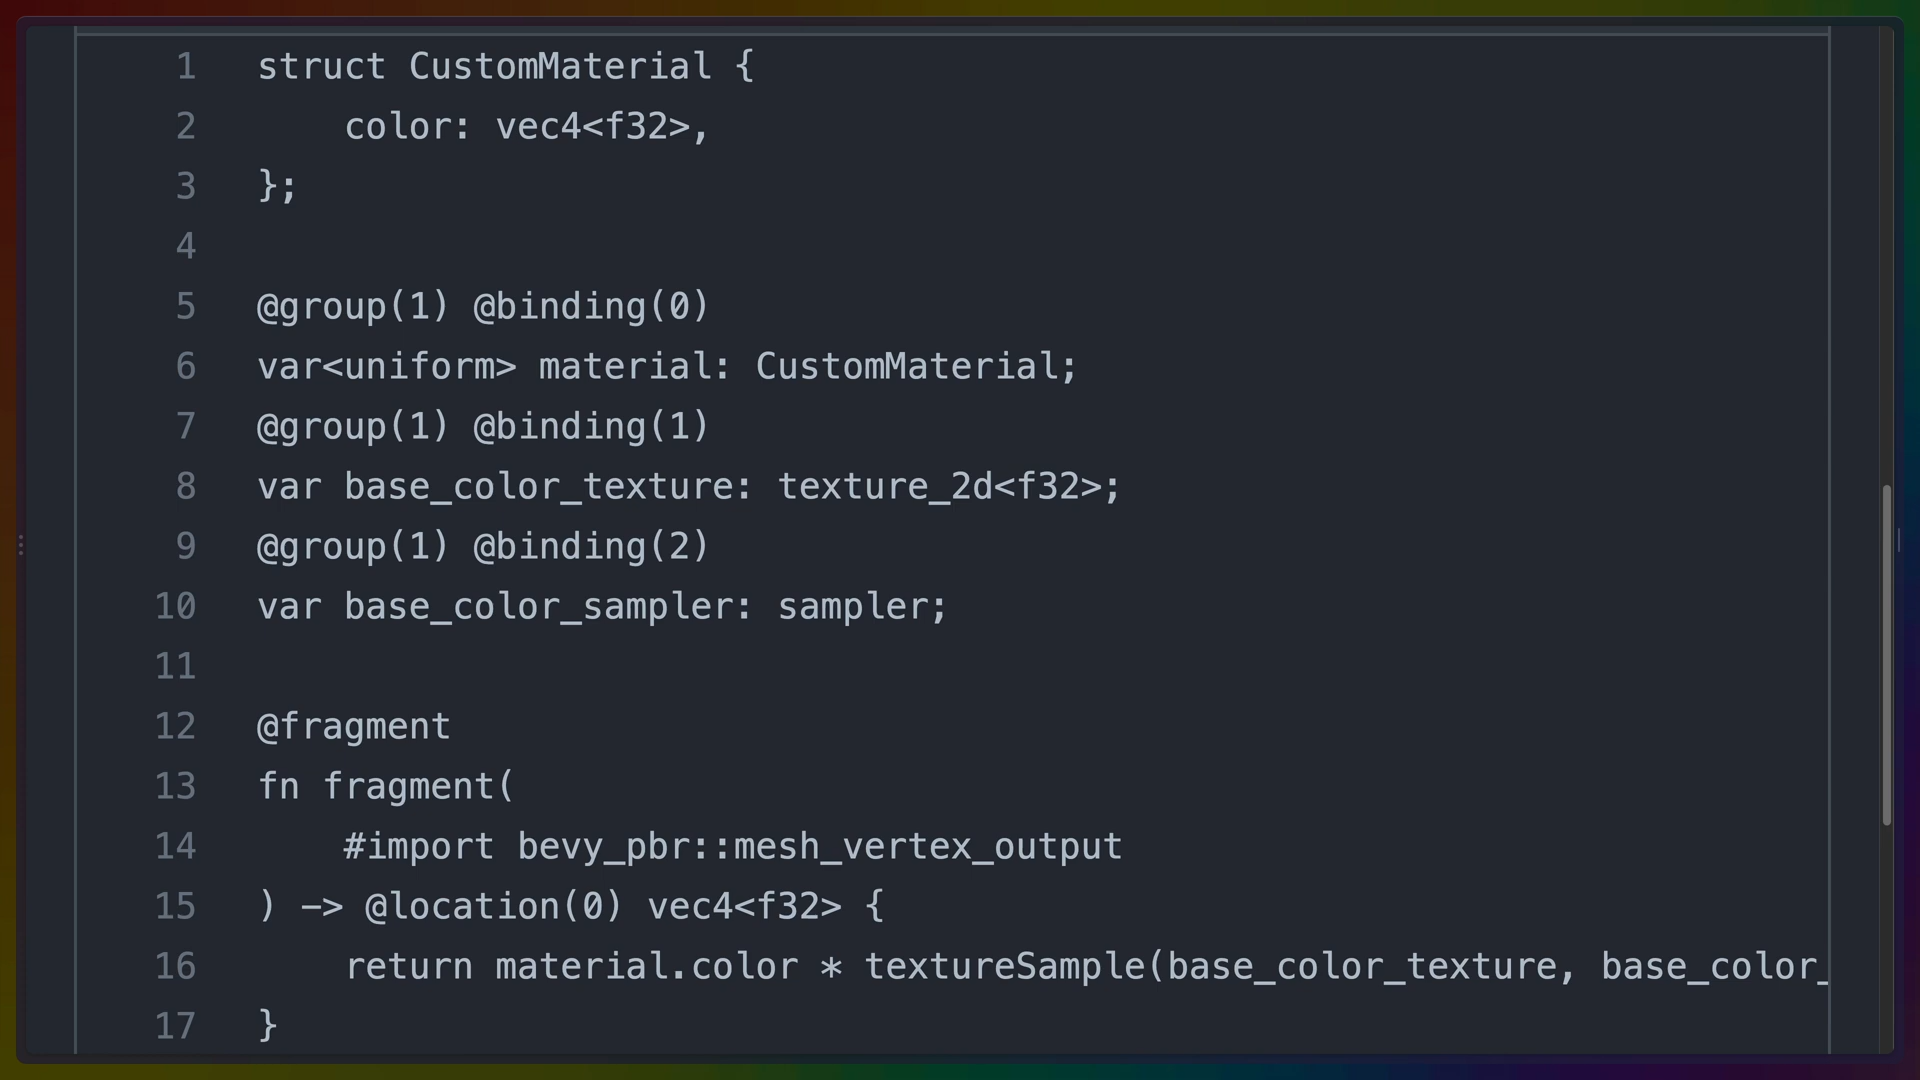 1 struct CustomMaterial {
2     color: vec4<f32>,
3 };
4
5 @group(1) @binding(0)
6 var<uniform> material: CustomMaterial;
7 @group(1) @binding(1)
8 var base_color_texture: texture_2d<f32>;
9 @group(1) @binding(2)
10 var base_color_sampler: sampler;
11
12 @fragment
13 fn fragment(
14     #import bevy_pbr::mesh_vertex_output
15 ) -> @location(0) vec4<f32> {
16     return material.color * textureSample(base_color_texture, base_color_
17 }